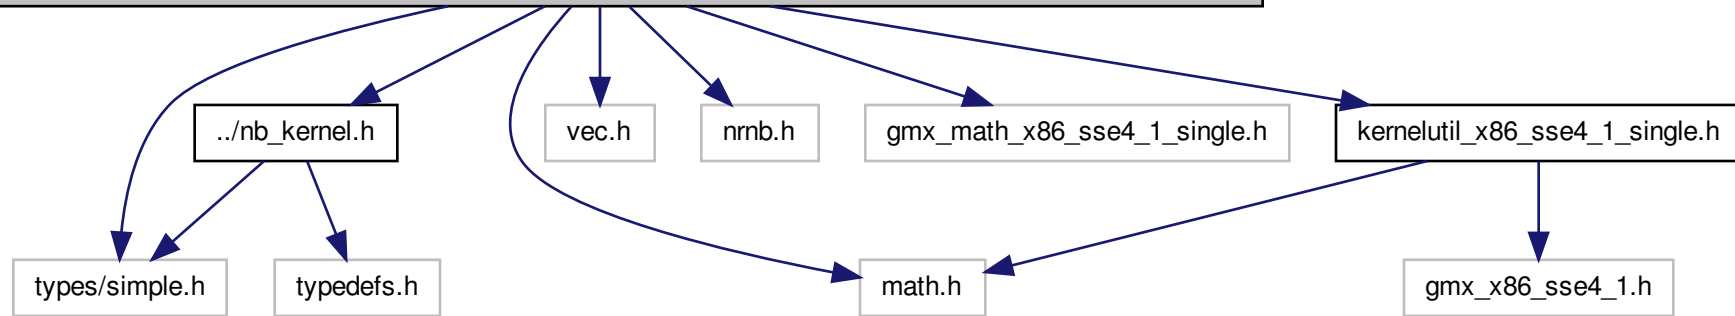 ../nb_kernel.h
vec.h
nrnb.h
gmx_math_x86_sse4_1_single.h
kernelutil_x86_sse4_1_single.h
types/simple.h
typedefs.h
math.h
gmx_x86_sse4_1.h